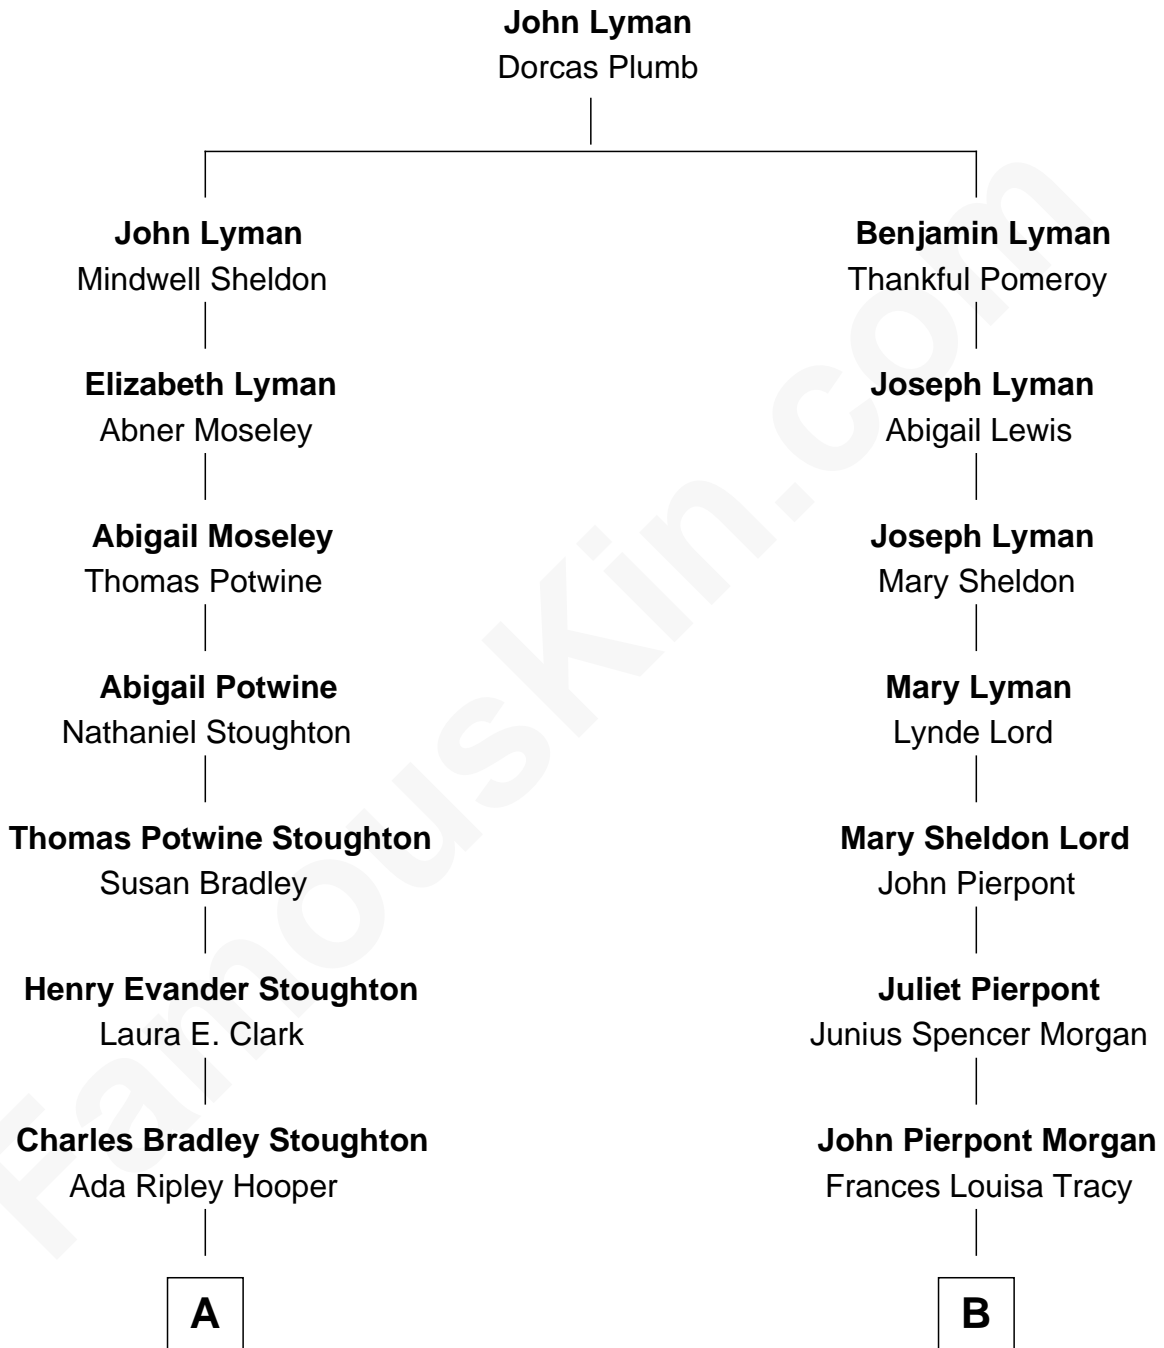 John Lyman
Dorcas Plumb
John Lyman
Mindwell Sheldon
Benjamin Lyman
Thankful Pomeroy
Elizabeth Lyman
Abner Moseley
Joseph Lyman
Abigail Lewis
Abigail Moseley
Thomas Potwine
Joseph Lyman
Mary Sheldon
Abigail Potwine
Nathaniel Stoughton
Mary Lyman
Lynde Lord
Thomas Potwine Stoughton
Susan Bradley
Mary Sheldon Lord
John Pierpont
Henry Evander Stoughton
Laura E. Clark
Juliet Pierpont
Junius Spencer Morgan
Charles Bradley Stoughton
Ada Ripley Hooper
John Pierpont Morgan
Frances Louisa Tracy
A
B
FamousKin.com